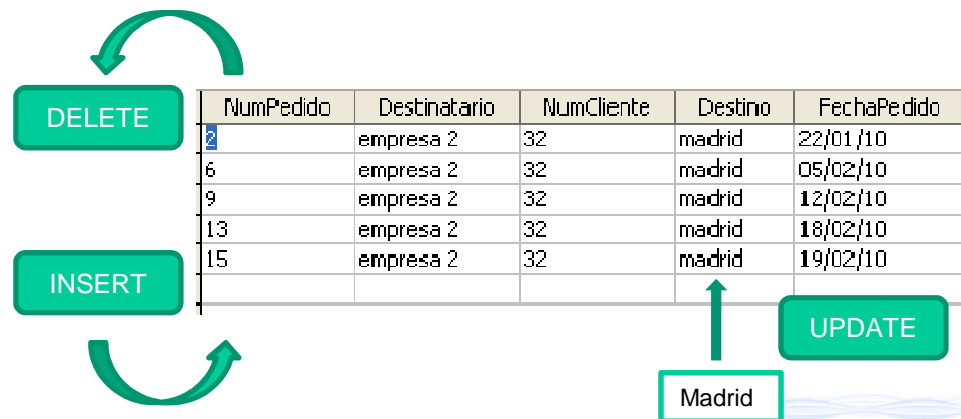 DELETE
NumPedido Destinatario NumCliente Destino FechaPedido
2 empresa 2 32 madrid 22/01/10
6 empresa 2 32 madrid 05/02/10
9 empresa 2 32 madrid 12/02/10
13 empresa 2 32 madrid 18/02/10
15 empresa 2 32 madrid 19/02/10
INSERT
UPDATE
Madrid